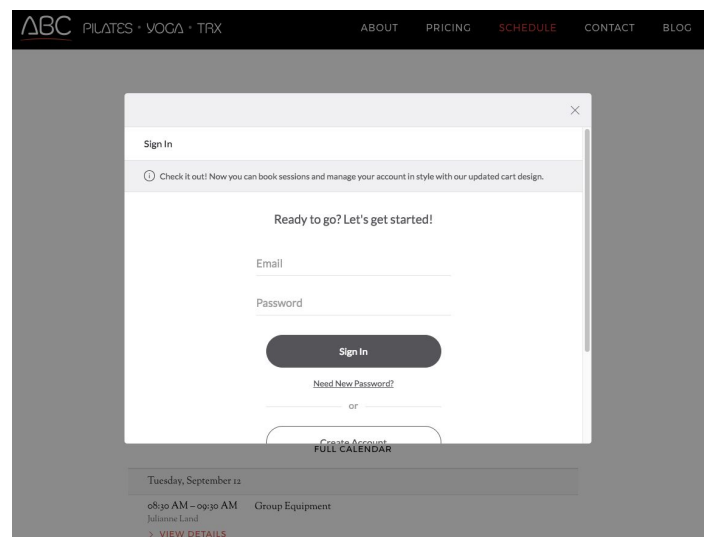 ABC PILATES • YOGA • TRX
ABOUT PRICING SCHEDULE CONTACT BLOG
Sign In
Check it out! Now you can book sessions and manage your account in style with our updated cart design.
Ready to go? Let's get started!
Email
Password
Sign In
Need New Password?
or
Create Account
FULL CALENDAR
Tuesday, September 12
08:30 AM – 09:30 AM Group Equipment
Julianne Land
> VIEW DETAILS